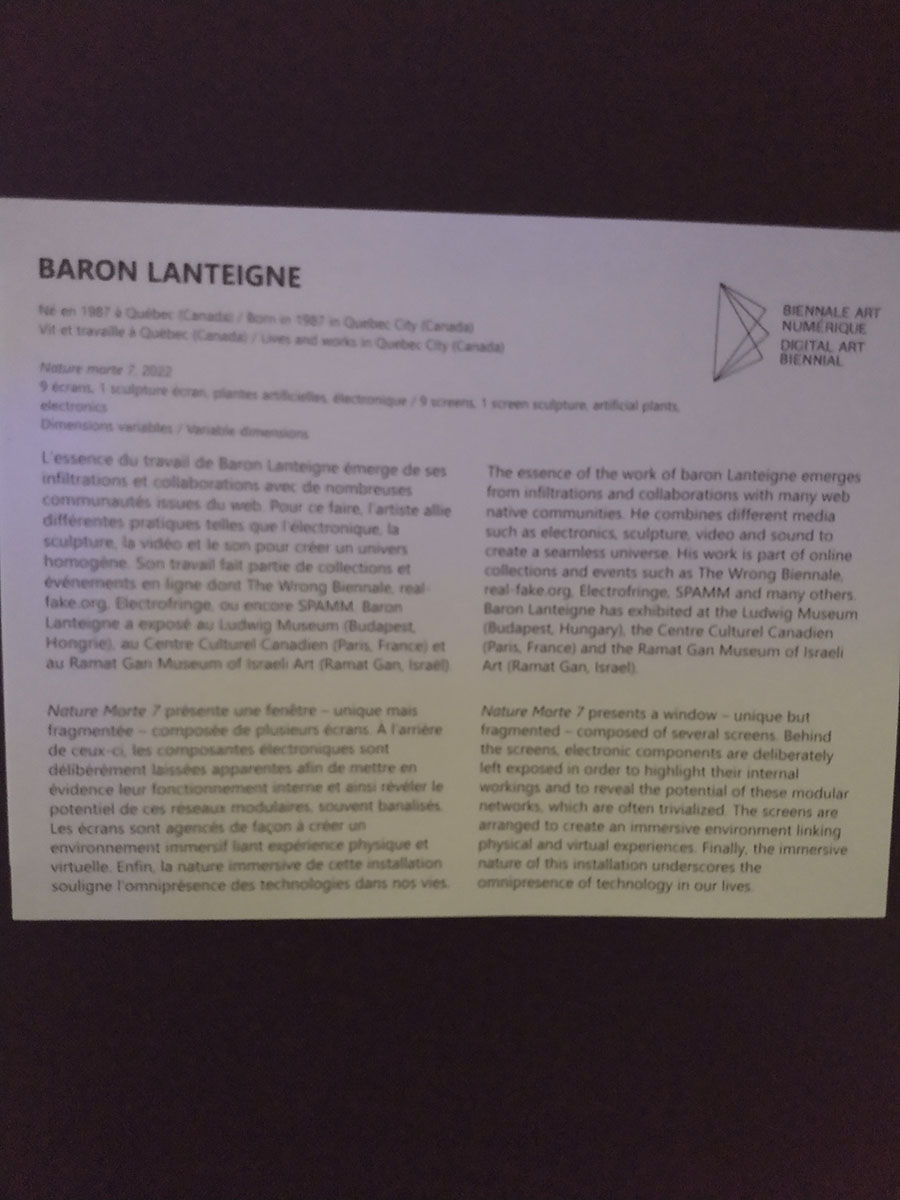 BARON LANTEIGNE
Né en 1987 à Québec (Canada) / Born in 1987 in Quebec City (Canada)
Vit et travaille à Québec (Canada) / Lives and works in Quebec City (Canada)
BIENNALE ART
NUMÉRIQUE
DIGITAL ART
BIENNIAL
Nature morte 7, 2022
9 écrans, 1 sculpture écran, plantes artificielles, électronique / 9 screens, 1 screen sculpture, artificial plants,
electronics
Dimensions variables / Variable dimensions
L'essence du travail de Baron Lanteigne émerge de ses
infiltrations et collaborations avec de nombreuses
communautés issues du web. Pour ce faire, l'artiste allie
différentes pratiques telles que l'électronique, la
sculpture, la vidéo et le son pour créer un univers
homogène. Son travail fait partie de collections et
événements en ligne dont The Wrong Biennale, real-
fake.org, Electrofringe, ou encore SPAMM. Baron
Lanteigne a exposé au Ludwig Museum (Budapest,
Hongrie), au Centre Culturel Canadien (Paris, France) et
au Ramat Gan Museum of Israeli Art (Ramat Gan, Israël).
Nature Morte 7 présente une fenêtre – unique mais
fragmentée – composée de plusieurs écrans. À l'arrière
de ceux-ci, les composantes électroniques sont
délibérément laissées apparentes afin de mettre en
évidence leur fonctionnement interne et ainsi révéler le
potentiel de ces réseaux modulaires, souvent banalisés.
Les écrans sont agencés de façon à créer un
environnement immersif liant expérience physique et
virtuelle. Enfin, la nature immersive de cette installation
souligne l'omniprésence des technologies dans nos vies.
The essence of the work of baron Lanteigne emerges
from infiltrations and collaborations with many web
native communities. He combines different media
such as electronics, sculpture, video and sound to
create a seamless universe. His work is part of online
collections and events such as The Wrong Biennale,
real-fake.org, Electrofringe, SPAMM and many others.
Baron Lanteigne has exhibited at the Ludwig Museum
(Budapest, Hungary), the Centre Culturel Canadien
(Paris, France) and the Ramat Gan Museum of Israeli
Art (Ramat Gan, Israel).
Nature Morte 7 presents a window – unique but
fragmented – composed of several screens. Behind
the screens, electronic components are deliberately
left exposed in order to highlight their internal
workings and to reveal the potential of these modular
networks, which are often trivialized. The screens are
arranged to create an immersive environment linking
physical and virtual experiences. Finally, the immersive
nature of this installation underscores the
omnipresence of technology in our lives.